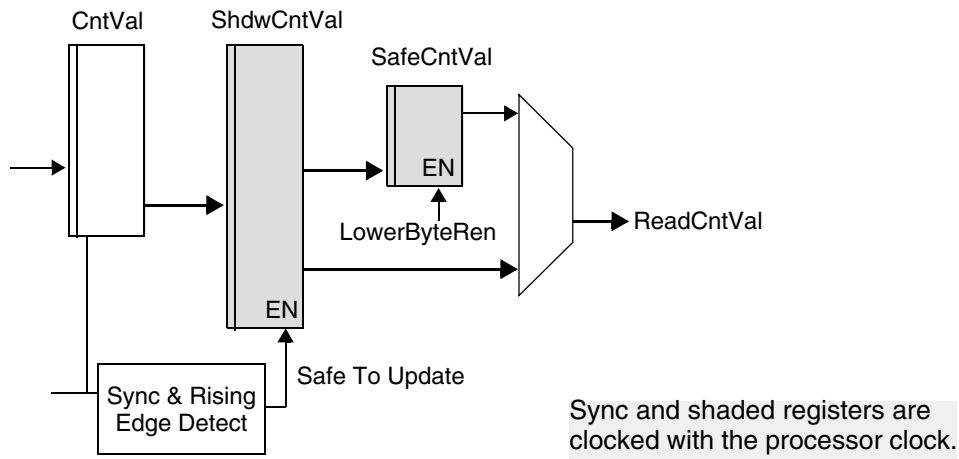 CntVal
ShdwCntVal
SafeCntVal
EN
LowerByteRen
ReadCntVal
EN
Safe To Update
Sync & Rising
Edge Detect
Sync and shaded registers are
clocked with the processor clock.